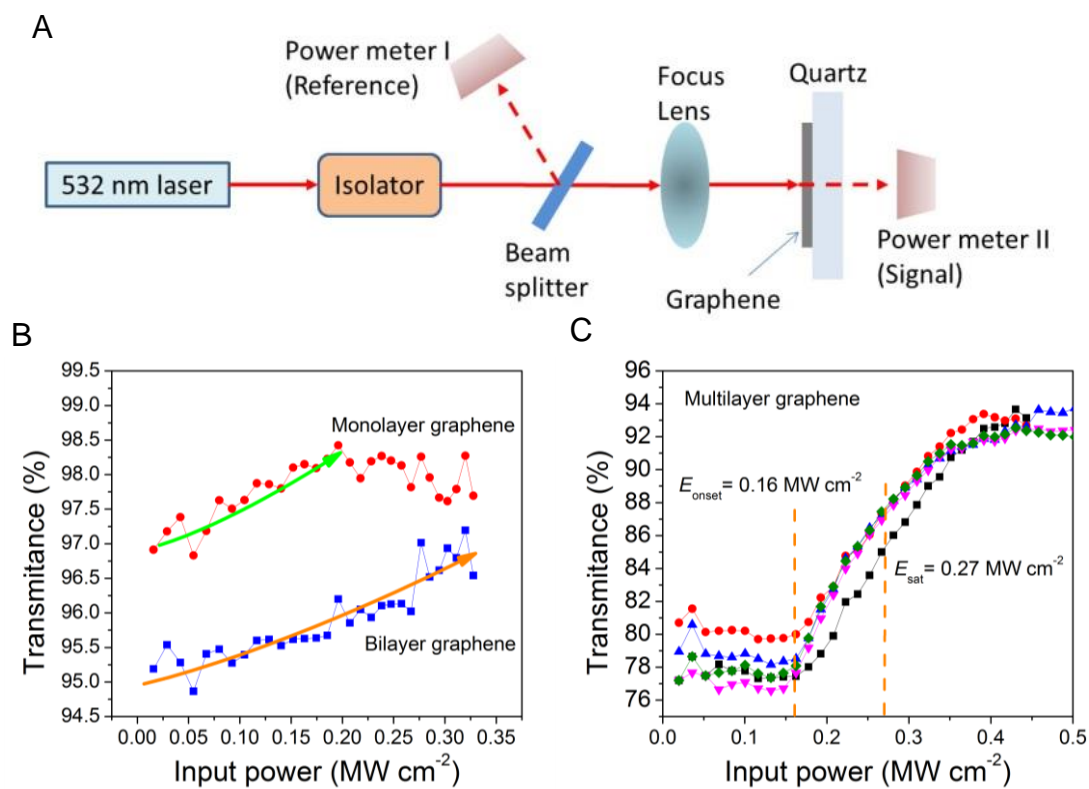 A
Power meter I
(Reference)
Focus
Lens
Quartz
532 nm laser
Isolator
Beam
splitter
Graphene
Power meter II
(Signal)
B
99.5
99.0
98.5
98.0
97.5
97.0
96.5
96.0
95.5
95.0
94.5
Transmitance (%)
Monolayer graphene
Bilayer graphene
0.00 0.05 0.10 0.15 0.20 0.25 0.30 0.35
Input power (MW cm⁻²)
C
96
94
92
90
88
86
84
82
80
78
76
Transmitance (%)
Multilayer graphene
E_onset = 0.16 MW cm⁻²
E_sat = 0.27 MW cm⁻²
0.0 0.1 0.2 0.3 0.4 0.5
Input power (MW cm⁻²)